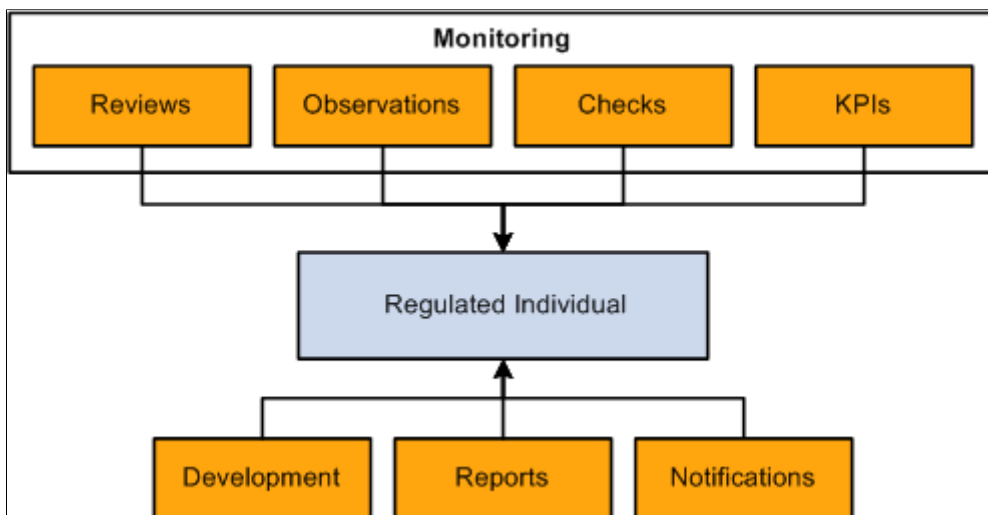 Monitoring
Reviews
Observations
Checks
KPIs
Regulated Individual
Development
Reports
Notifications